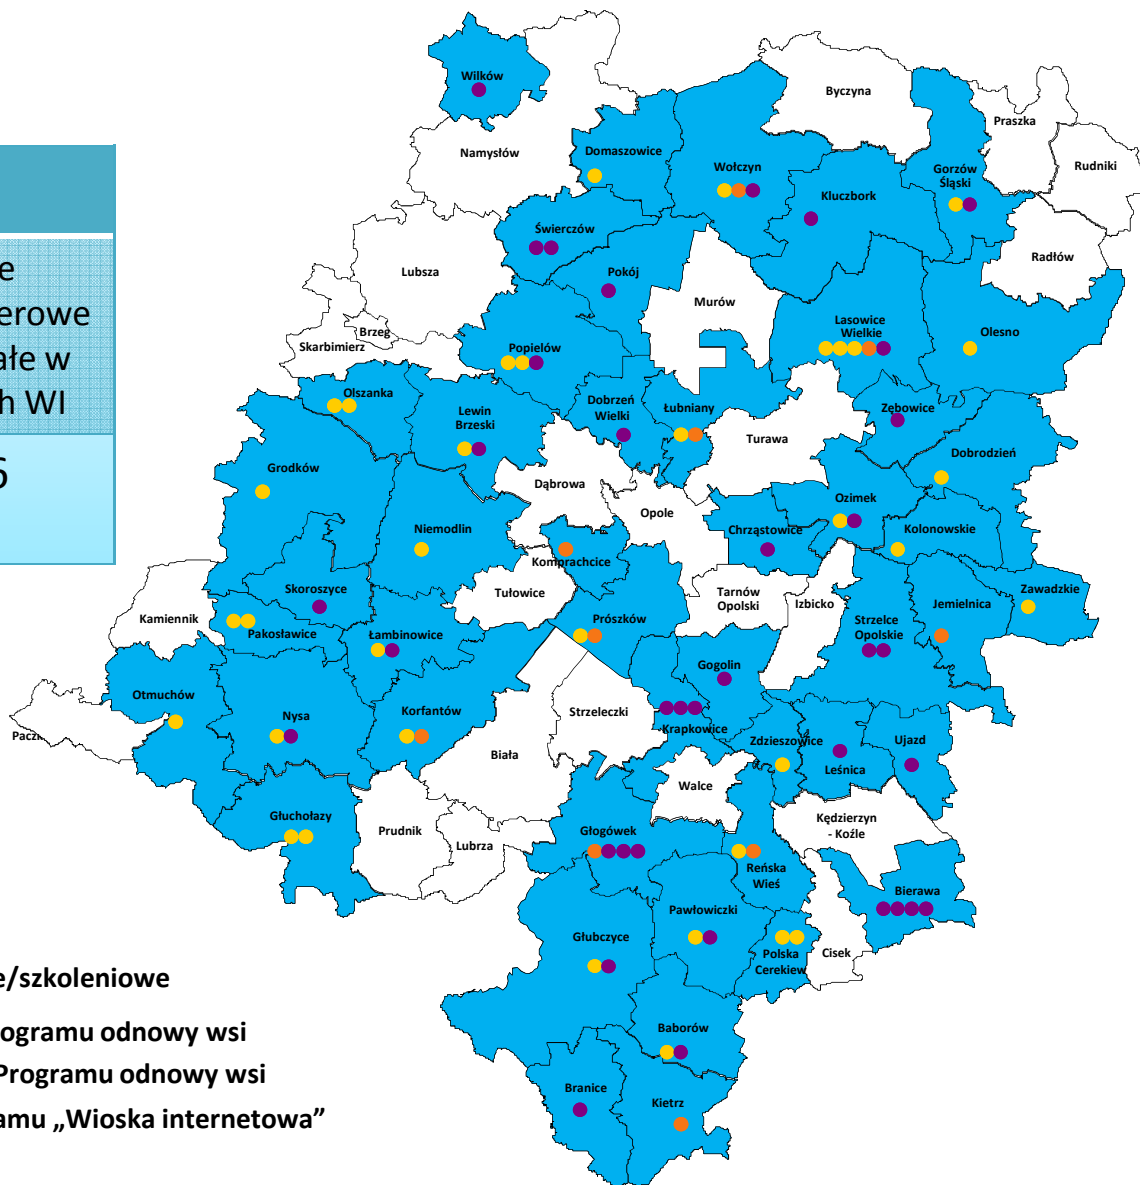 e
erowe
ałe w
h WI
6
Wilków
Byczyna
Praszka
Namysłów
Domaszowice
Wołczyn
Rudniki
Gorzów
Śląski
Kluczbork
Świerczów
Radłów
Lubsza
Pokój
Murów
Lasowice
Wielkie
Olesno
Brzeg
Skarbimierz
Popielów
Olszanka
Dobrzeń
Wielki
Łubniany
Lewin
Brzeski
Zębowice
Turawa
Dobrodzień
Grodków
Dąbrowa
Ozimek
Opole
Niemodlin
Chrząstowice
Kolonowskie
Komprachcice
Skoroszyce
Tułowice
Tarnów
Opolski
Izbicko
Jemielnica
Zawadzkie
Kamiennik
Prószków
Strzelce
Opolskie
Pakosławice
Łambinowice
Gogolin
Otmuchów
Nysa
Korfantów
Strzeleczki
Krapkowice
Pacz
Zdzieszowice
Ujazd
Biała
Leśnica
Walce
Głuchołazy
Prudnik
Głogówek
Kędzierzyn
- Koźle
Lubrza
Reńska
Wieś
Bierawa
Pawłowiczki
Głubczyce
Polska
Cerekiew
Cisek
e/szkoleniowe
ogramu odnowy wsi
Baborów
Programu odnowy wsi
Branice
Kietrz
amu „Wioska internetowa”